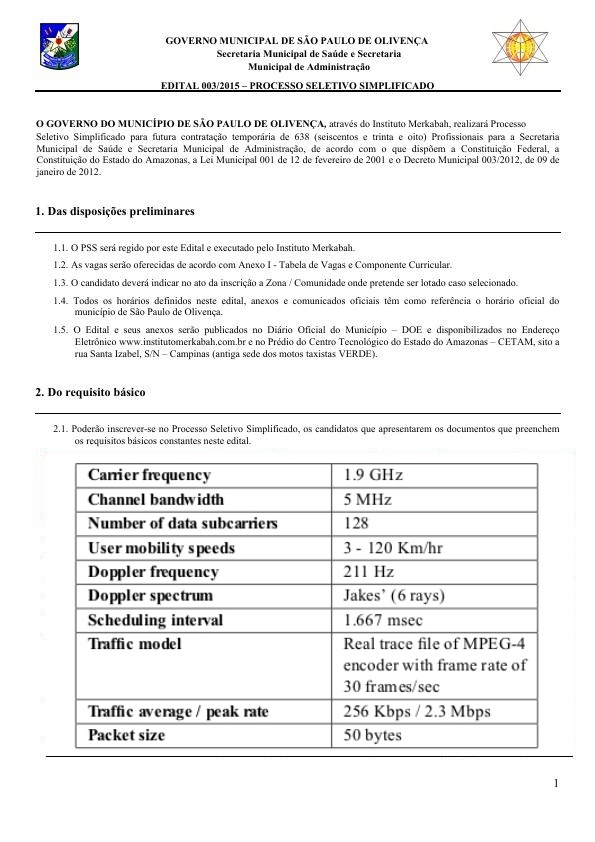 GOVERNO MUNICIPAL DE SÃO PAULO DE OLIVENÇA
Secretaria Municipal de Saúde e Secretaria
Municipal de Administração
EDITAL 003/2015 – PROCESSO SELETIVO SIMPLIFICADO
O GOVERNO DO MUNICÍPIO DE SÃO PAULO DE OLIVENÇA, através do Instituto Merkabah, realizará Processo
Seletivo Simplificado para futura contratação temporária de 638 (seiscentos e trinta e oito) Profissionais para a Secretaria
Municipal de Saúde e Secretaria Municipal de Administração, de acordo com o que dispõem a Constituição Federal, a
Constituição do Estado do Amazonas, a Lei Municipal 001 de 12 de fevereiro de 2001 e o Decreto Municipal 003/2012, de 09 de
janeiro de 2012.
1. Das disposições preliminares
1.1. O PSS será regido por este Edital e executado pelo Instituto Merkabah.
1.2. As vagas serão oferecidas de acordo com Anexo I - Tabela de Vagas e Componente Curricular.
1.3. O candidato deverá indicar no ato da inscrição a Zona / Comunidade onde pretende ser lotado caso selecionado.
1.4. Todos os horários definidos neste edital, anexos e comunicados oficiais têm como referência o horário oficial do
município de São Paulo de Olivença.
1.5. O Edital e seus anexos serão publicados no Diário Oficial do Município – DOE e disponibilizados no Endereço
Eletrônico www.institutomerkabah.com.br e no Prédio do Centro Tecnológico do Estado do Amazonas – CETAM, sito a
rua Santa Izabel, S/N – Campinas (antiga sede dos motos taxistas VERDE).
2. Do requisito básico
2.1. Poderão inscrever-se no Processo Seletivo Simplificado, os candidatos que apresentarem os documentos que preenchem
os requisitos básicos constantes neste edital.
Carrier frequency 1.9 GHz
Channel bandwidth 5 MHz
Number of data subcarriers 128
User mobility speeds 3 - 120 Km/hr
Doppler frequency 211 Hz
Doppler spectrum Jakes' (6 rays)
Scheduling interval 1.667 msec
Traffic model Real trace file of MPEG-4
encoder with frame rate of
30 frames/sec
Traffic average / peak rate 256 Kbps / 2.3 Mbps
Packet size 50 bytes
1